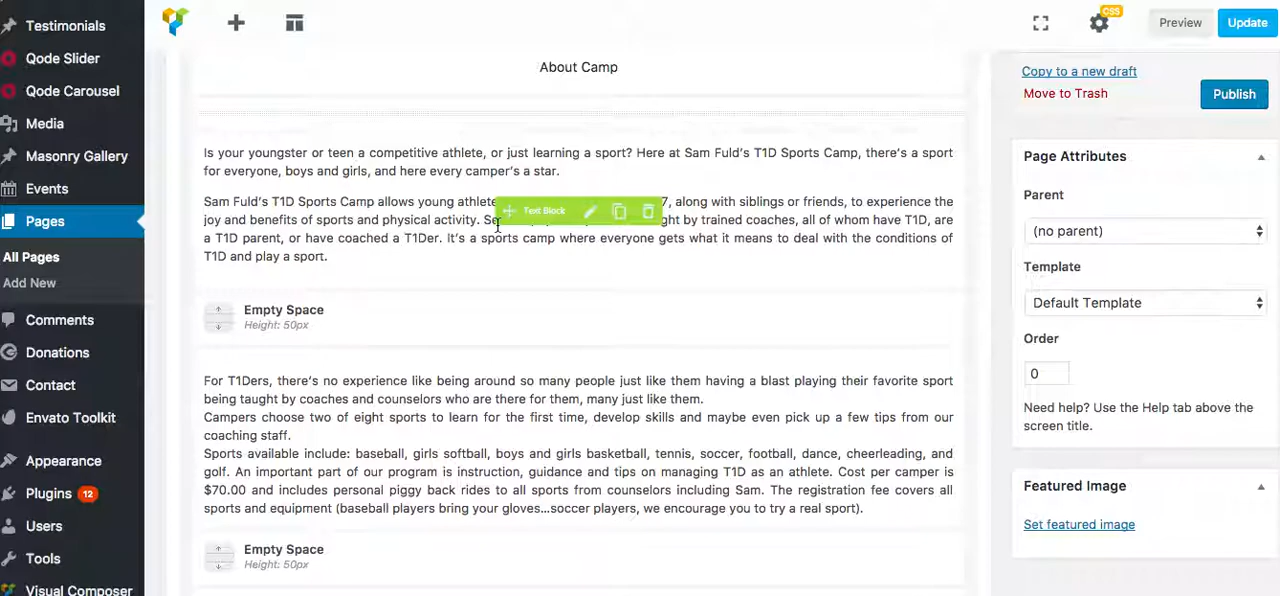 Testimonials
Qode Slider
Qode Carousel
Media
Masonry Gallery
Events
Pages
All Pages
Add New
Comments
Donations
Contact
Envato Toolkit
Appearance
Plugins 12
Users
Tools
Visual Composer
CSS
Preview
Update
About Camp
Is your youngster or teen a competitive athlete, or just learning a sport? Here at Sam Fuld's T1D Sports Camp, there's a sport
for everyone, boys and girls, and here every camper's a star.
Sam Fuld's T1D Sports Camp allows young athlete 7, along with siblings or friends, to experience the
Text Block
joy and benefits of sports and physical activity. Se ght by trained coaches, all of whom have T1D, are
a T1D parent, or have coached a T1Der. It's a sports camp where everyone gets what it means to deal with the conditions of
T1D and play a sport.
Empty Space
Height: 50px
For T1Ders, there's no experience like being around so many people just like them having a blast playing their favorite sport
being taught by coaches and counselors who are there for them, many just like them.
Campers choose two of eight sports to learn for the first time, develop skills and maybe even pick up a few tips from our
coaching staff.
Sports available include: baseball, girls softball, boys and girls basketball, tennis, soccer, football, dance, cheerleading, and
golf. An important part of our program is instruction, guidance and tips on managing T1D as an athlete. Cost per camper is
$70.00 and includes personal piggy back rides to all sports from counselors including Sam. The registration fee covers all
sports and equipment (baseball players bring your gloves…soccer players, we encourage you to try a real sport).
Empty Space
Height: 50px
Copy to a new draft
Move to Trash
Publish
Page Attributes
Parent
(no parent)
Template
Default Template
Order
0
Need help? Use the Help tab above the
screen title.
Featured Image
Set featured image